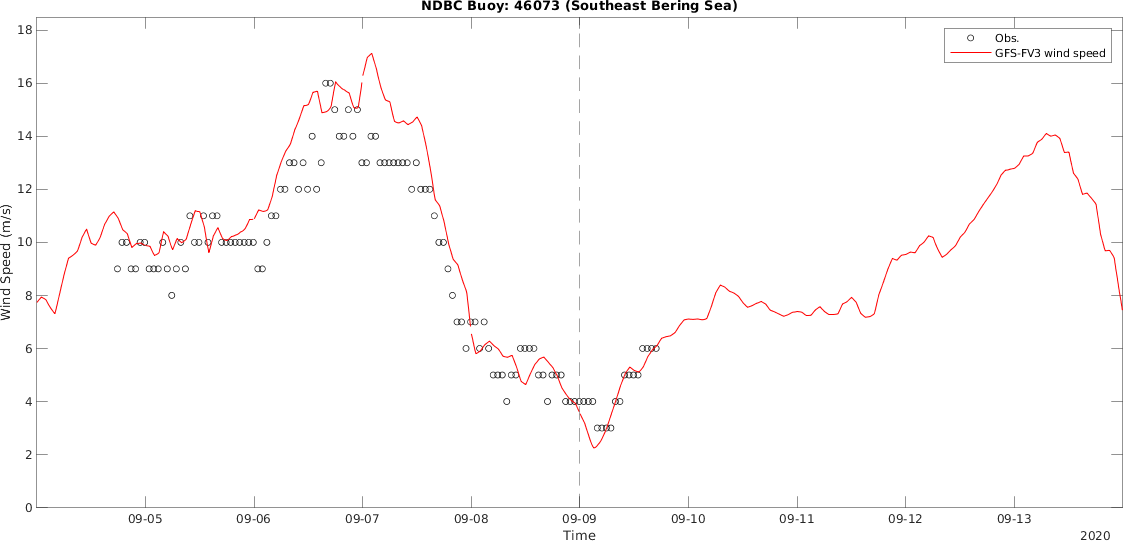 NDBC Buoy: 46073 (Southeast Bering Sea)
Obs.
GFS-FV3 wind speed
Wind Speed (m/s)
18
16
14
12
10
8
6
4
2
0
09-05 09-06 09-07 09-08 09-09 09-10 09-11 09-12 09-13
Time
2020